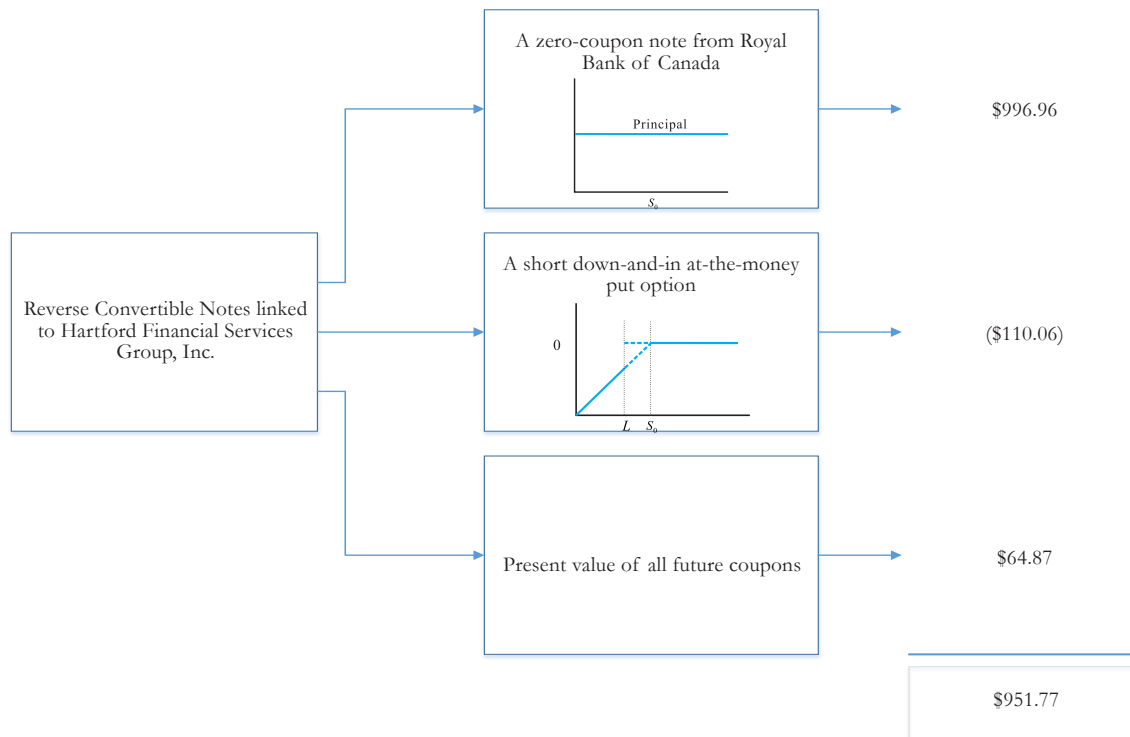 A zero-coupon note from Royal
Bank of Canada
Principal
S₀
$996.96
Reverse Convertible Notes linked
to Hartford Financial Services
Group, Inc.
A short down-and-in at-the-money
put option
0
L S₀
($110.06)
Present value of all future coupons
$64.87
$951.77